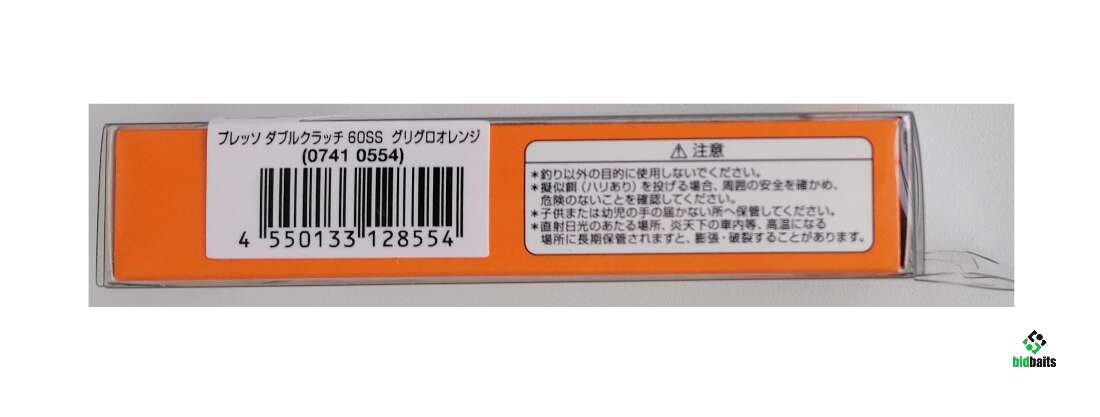 プレッソ ダブルクラッチ 60SS グリグロオレンジ
(0741 0554)
4 550133 128554
⚠ 注意
*釣り以外の目的に使用しないでください。
*擬似餌（ハリあり）を投げる場合、周囲の安全を確かめ、
危険のないことを確認してください。
*子供または幼児の手の届かない所へ保管してください。
*直射日光のあたる場所、炎天下の車内等、高温になる
場所に長期保管されますと、膨張・破裂することがあります。
bidbaits